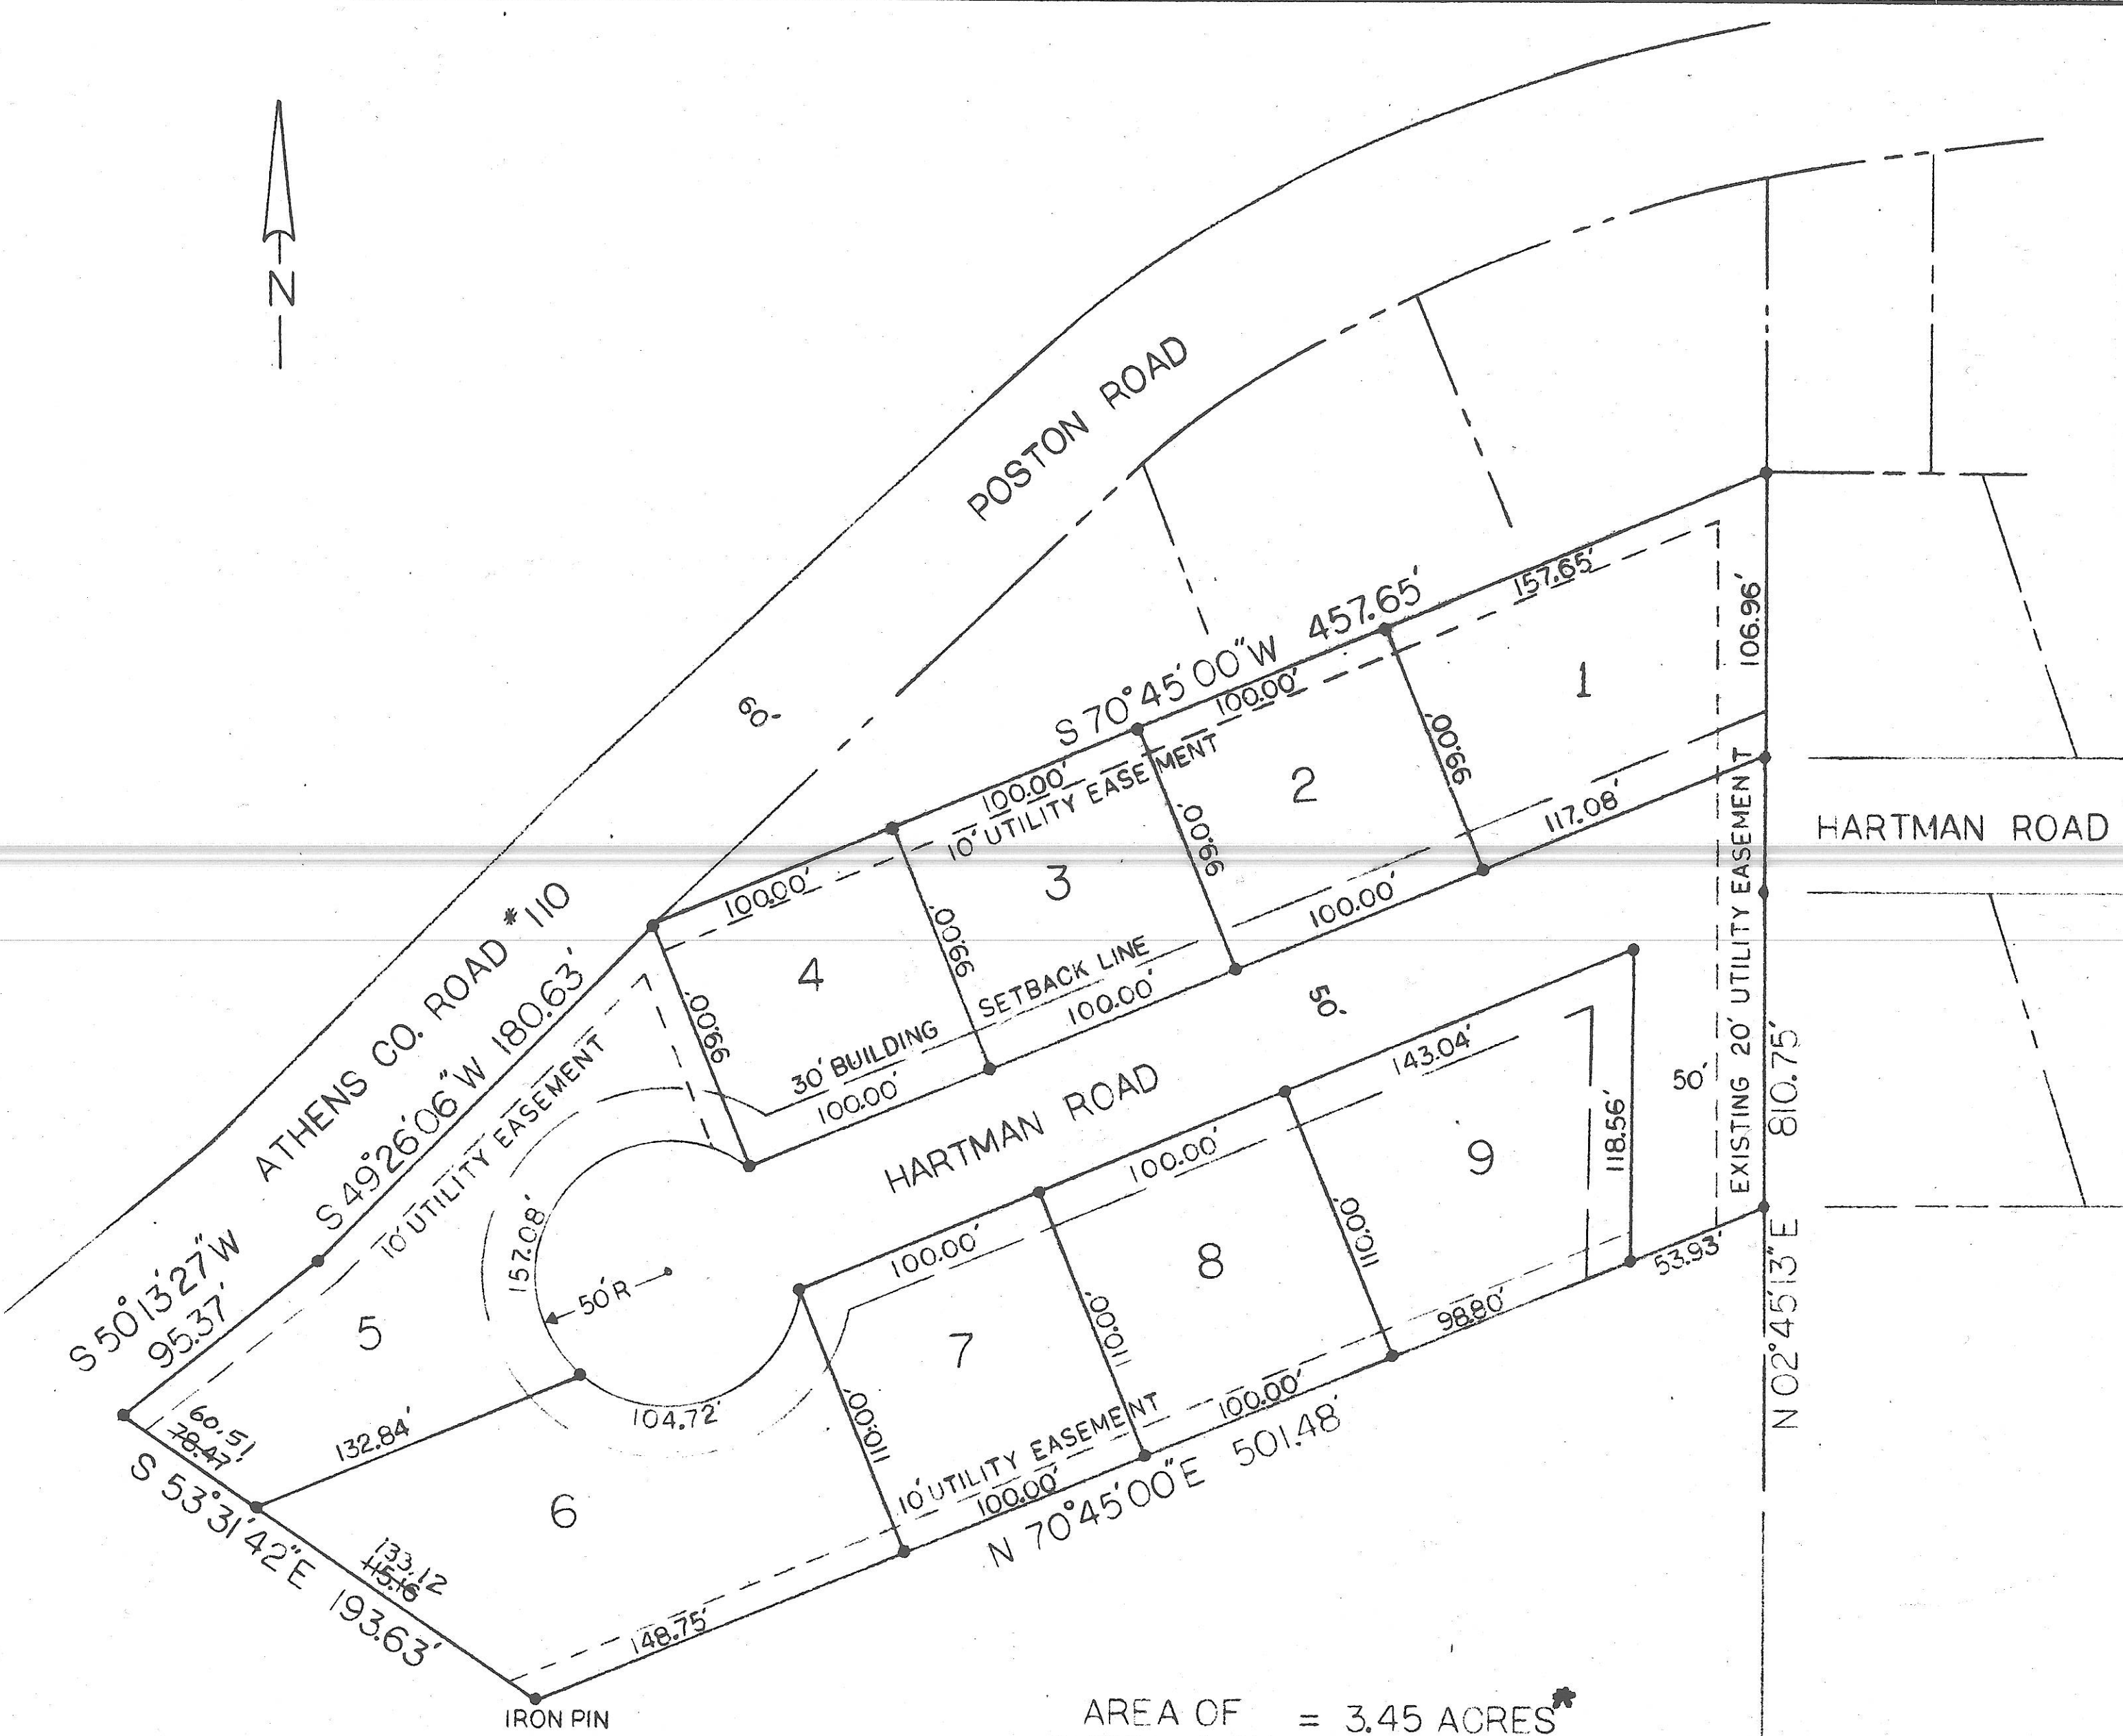 N
POSTON ROAD
60'
S 70°45'00"W 457.65'
157.65'
106.96'
1
100.00'
99.00'
2
117.08'
100.00'
10' UTILITY EASEMENT
99.00'
3
100.00'
HARTMAN ROAD
100.00'
99.00'
4
SETBACK LINE
100.00'
30' BUILDING
100.00'
99.00'
50'
ATHENS CO. ROAD #110
S 49°26'06"W 180.63'
10' UTILITY EASEMENT
HARTMAN ROAD
143.04'
118.56'
50'
EXISTING 20' UTILITY EASEMENT
810.75'
N 02°45'13"E
9
100.00'
110.00'
8
100.00'
110.00'
7
110.00'
157.08'
50'R
104.72'
S 50°13'27"W
95.37'
5
53.93'
98.80'
100.00'
10' UTILITY EASEMENT
100.00'
N 70°45'00"E 501.48'
60.51
78.47'
132.84'
S 53°31'42"E 193.63'
6
133.12
115.16
148.75'
IRON PIN
AREA OF = 3.45 ACRES*